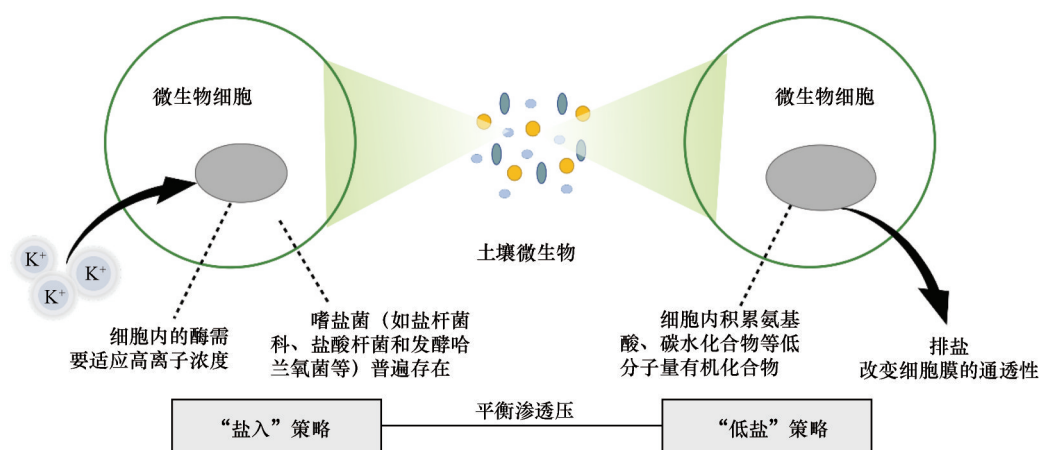 微生物细胞
K⁺
K⁺
K⁺
细胞内的酶需
要适应高离子浓度
嗜盐菌（如盐杆菌
科、盐酸杆菌和发酵哈
兰氧菌等）普遍存在
“盐入”策略
土壤微生物
平衡渗透压
微生物细胞
细胞内积累氨基
酸、碳水化合物等低
分子量有机化合物
排盐
改变细胞膜的通透性
“低盐”策略